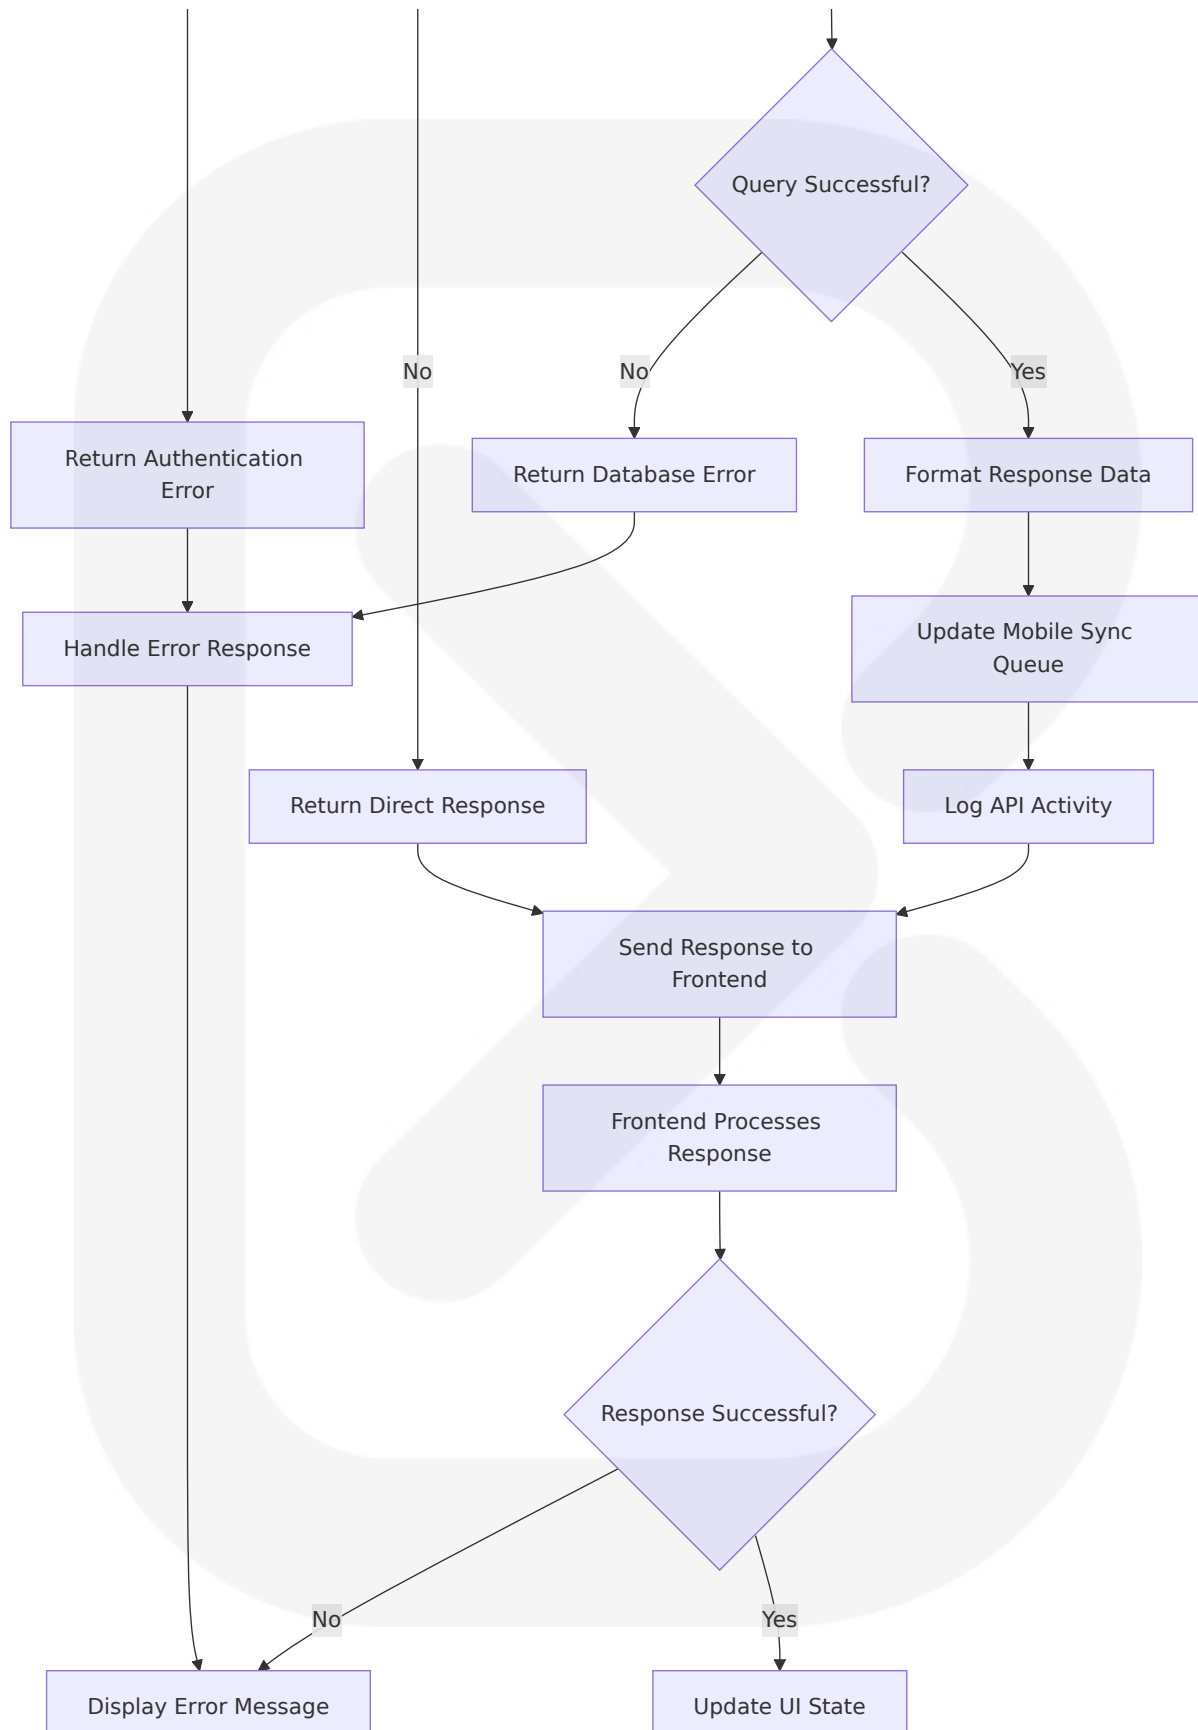 Query Successful?
No
No
Yes
Return Authentication
Error
Return Database Error
Format Response Data
Handle Error Response
Update Mobile Sync
Queue
Return Direct Response
Log API Activity
Send Response to
Frontend
Frontend Processes
Response
Response Successful?
No
Yes
Display Error Message
Update UI State